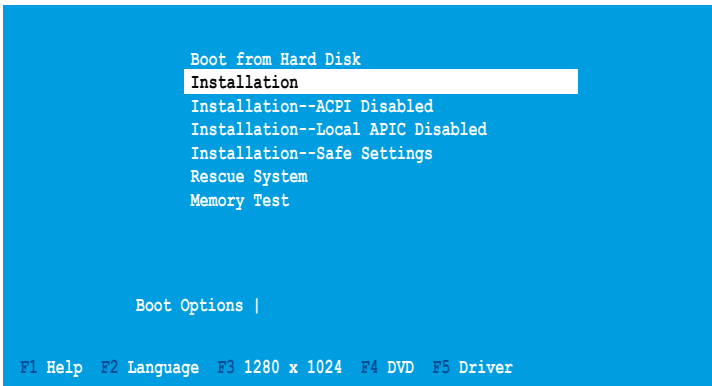 Boot from Hard Disk
Installation
Installation--ACPI Disabled
Installation--Local APIC Disabled
Installation--Safe Settings
Rescue System
Memory Test
Boot Options |
F1 Help F2 Language F3 1280 x 1024 F4 DVD F5 Driver